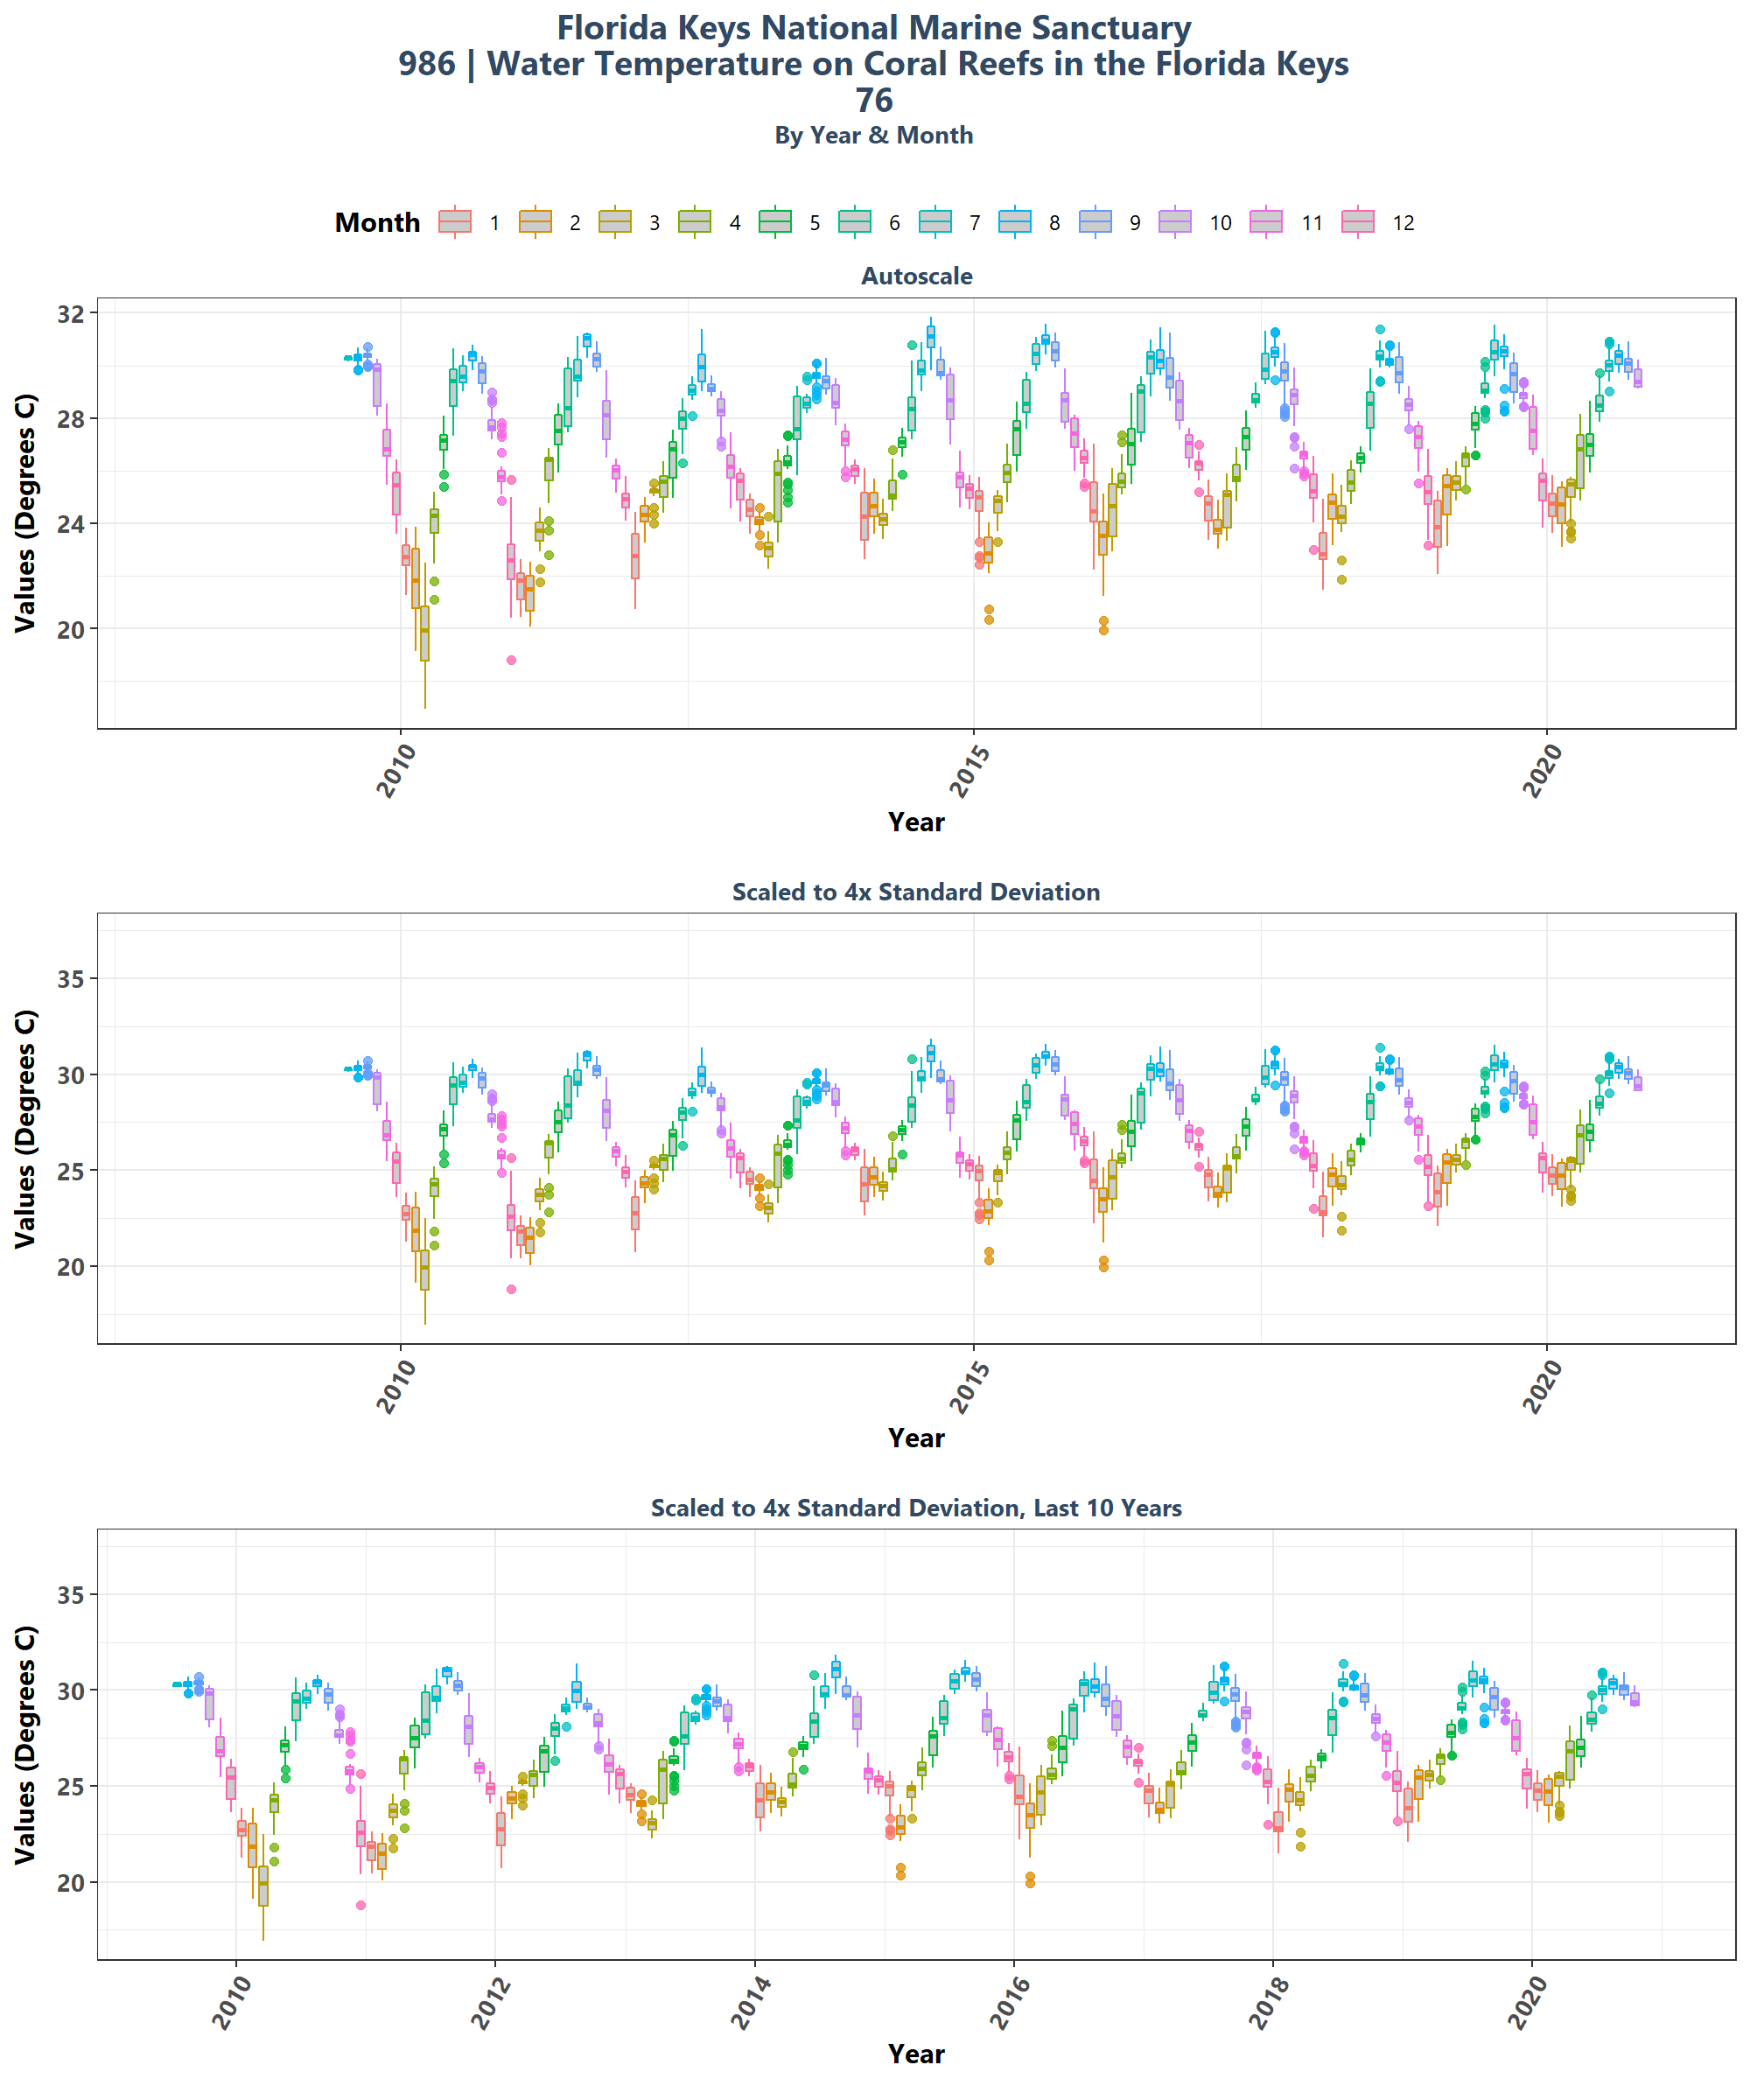 Florida Keys National Marine Sanctuary
986 | Water Temperature on Coral Reefs in the Florida Keys
76
By Year & Month
Month 1 2 3 4 5 6 7 8 9 10 11 12
Autoscale
Values (Degrees C)
32
28
24
20
2010 2015 2020
Year
Scaled to 4x Standard Deviation
Values (Degrees C)
35
30
25
20
2010 2015 2020
Year
Scaled to 4x Standard Deviation, Last 10 Years
Values (Degrees C)
35
30
25
20
2010 2012 2014 2016 2018 2020
Year